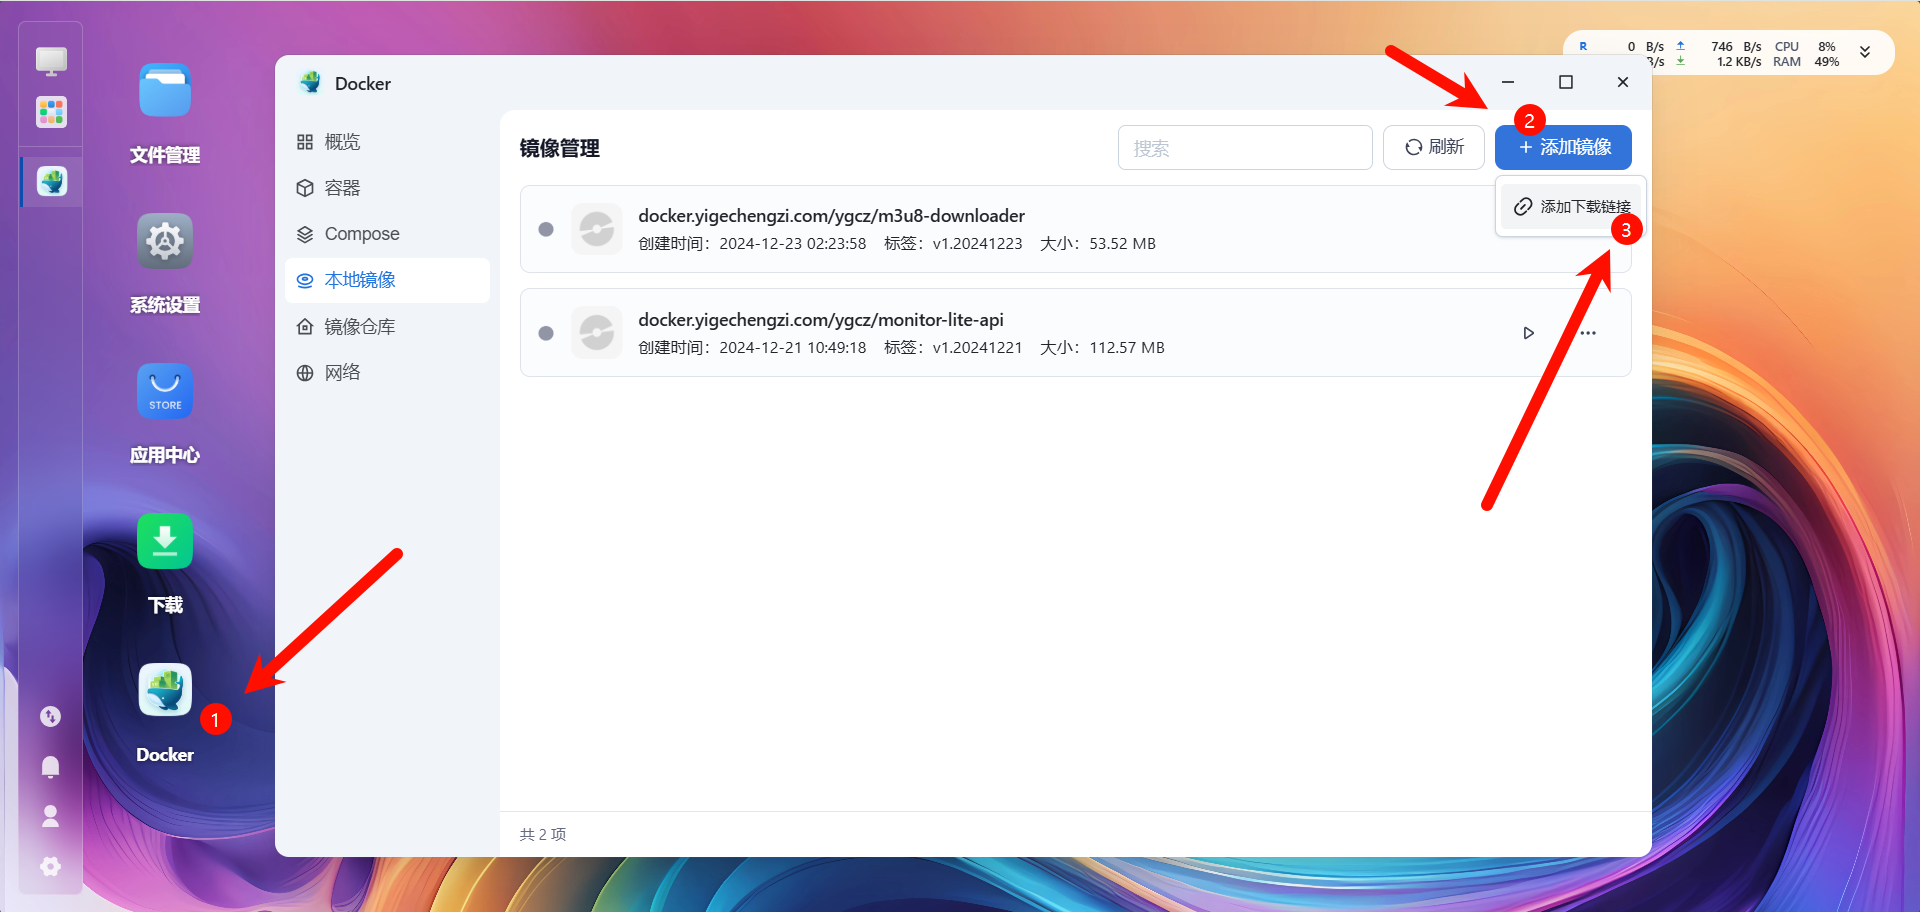 R 0 B/s 746 B/s CPU 8%
B/s 1.2 KB/s RAM 49%
文件管理
系统设置
STORE
应用中心
下载
1
Docker
Docker
概览
容器
Compose
本地镜像
镜像仓库
网络
镜像管理
搜索
刷新
2
+ 添加镜像
添加下载链接
3
docker.yigechengzi.com/ygcz/m3u8-downloader
创建时间：2024-12-23 02:23:58 标签：v1.20241223 大小：53.52 MB
docker.yigechengzi.com/ygcz/monitor-lite-api
创建时间：2024-12-21 10:49:18 标签：v1.20241221 大小：112.57 MB
共 2 项